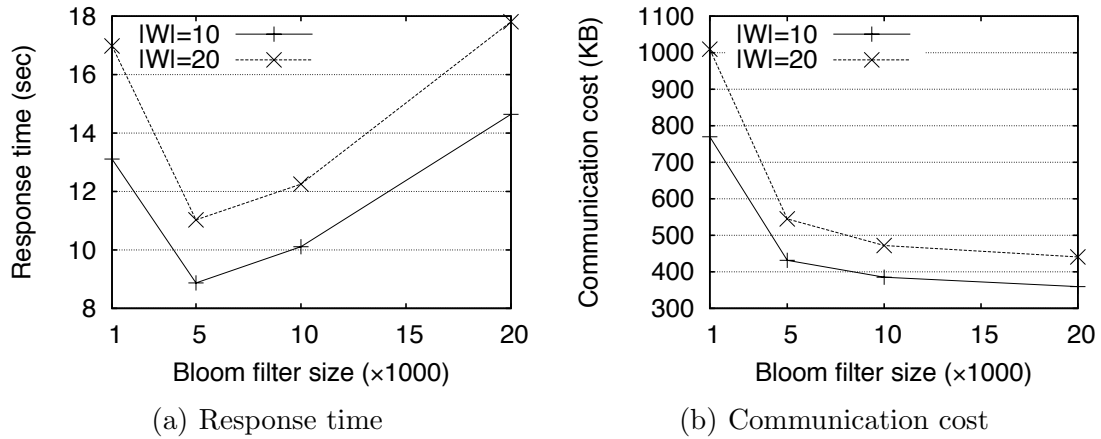 Response time (sec)
18
16
14
12
10
8
|W|=10
|W|=20
1
5
10
15
20
Bloom filter size (×1000)
(a) Response time
Communication cost (KB)
1100
1000
900
800
700
600
500
400
300
|W|=10
|W|=20
1
5
10
15
20
Bloom filter size (×1000)
(b) Communication cost